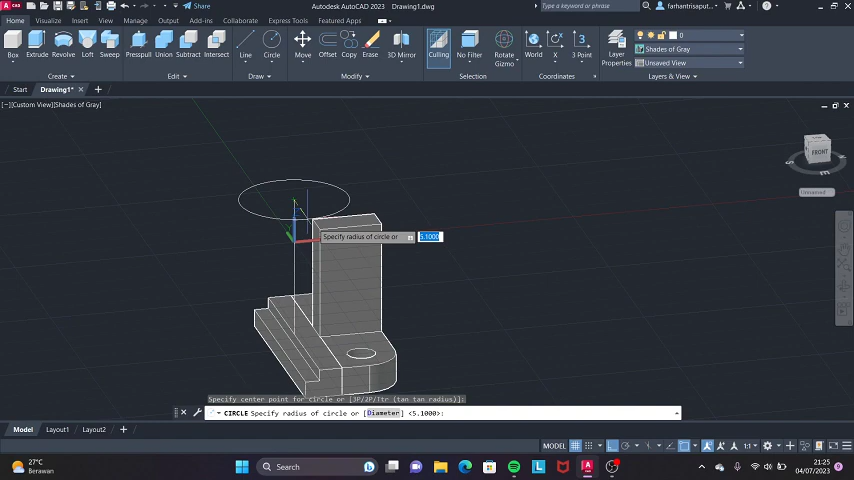 A CAD
Share
Autodesk AutoCAD 2023 Drawing1.dwg
Type a keyword or phrase
farhantrisaput...
Home Visualize Mesh View Manage Output Add-ins Collaborate Express Tools Featured Apps
Box Extrude Revolve Loft Sweep
Presspull Union Subtract Intersect
Line Circle
Move Offset Copy Erase 3D Mirror
Culling No Filter Rotate Gizmo
World X 3 Point
Layer Properties
0
Shades of Gray
Unsaved View
Create Edit Draw Modify Selection Coordinates Layers & View
Start Drawing1* +
[−][Custom View][Shades of Gray]
FRONT
S E
Unnamed
Specify radius of circle or 5.1000
Specify center point for circle or [3P/2P/Ttr (tan tan radius)]:
CIRCLE Specify radius of circle or [Diameter] <5.1000>:
Model Layout1 Layout2 +
MODEL 1:1
27°C
Berawan
Search
21:25
04/07/2023